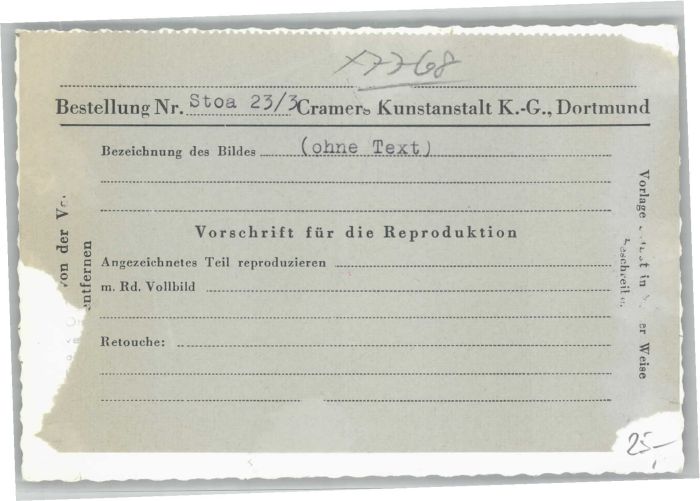 x7768
Bestellung Nr. Stoa 23/3 Cramers Kunstanstalt K.-G., Dortmund
Bezeichnung des Bildes (ohne Text)
Vorschrift für die Reproduktion
Angezeichnetes Teil reproduzieren
m. Rd. Vollbild
Retouche:
von der
entfernen
Vorlage in Weise
25,-